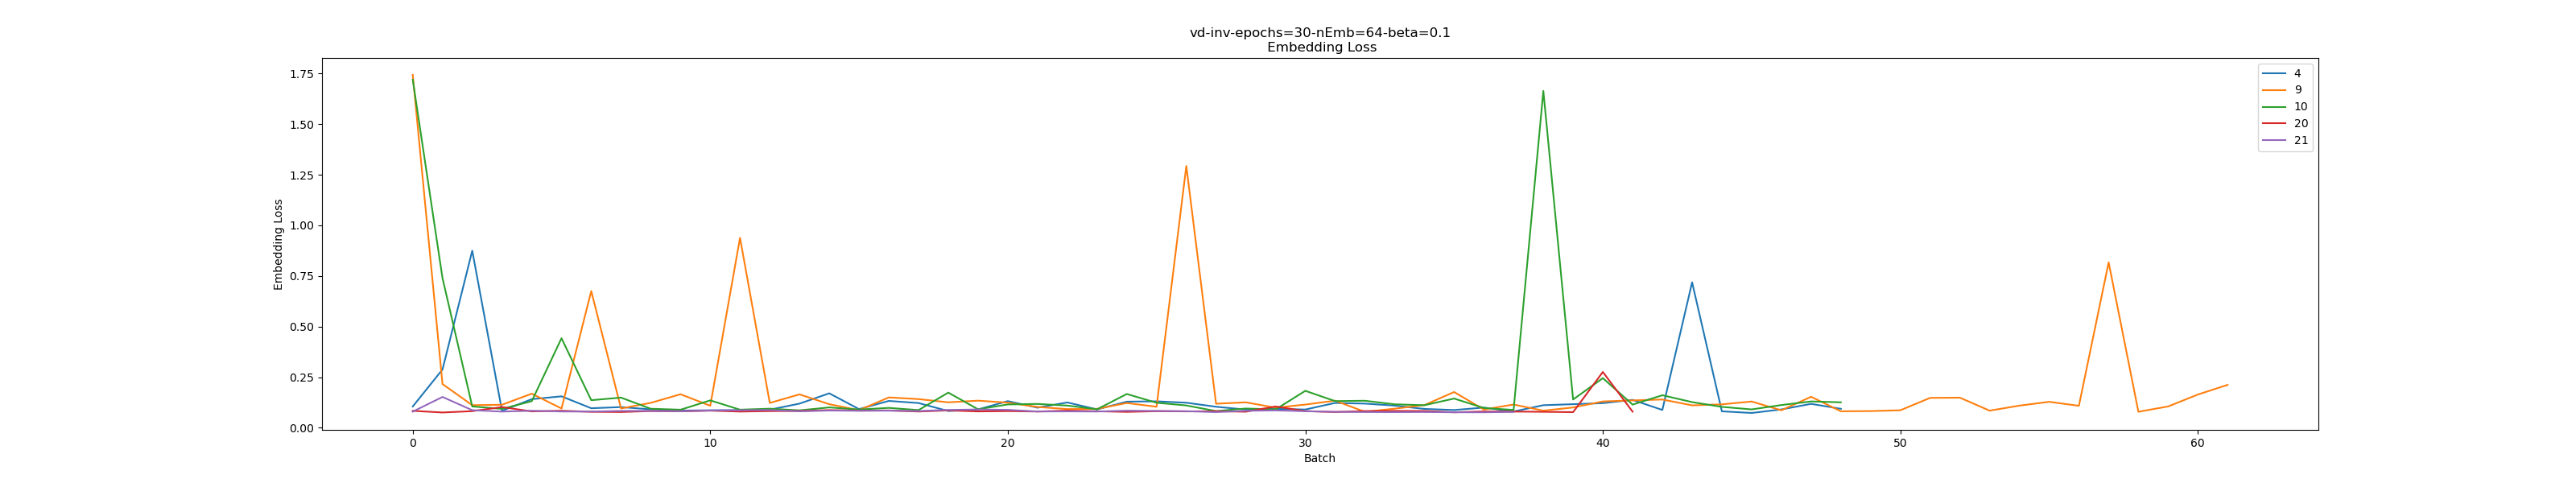 vd-inv-epochs=30-nEmb=64-beta=0.1
Embedding Loss
1.75
1.50
1.25
1.00
0.75
0.50
0.25
0.00
Embedding Loss
4
9
10
20
21
0 10 20 30 40 50 60
Batch